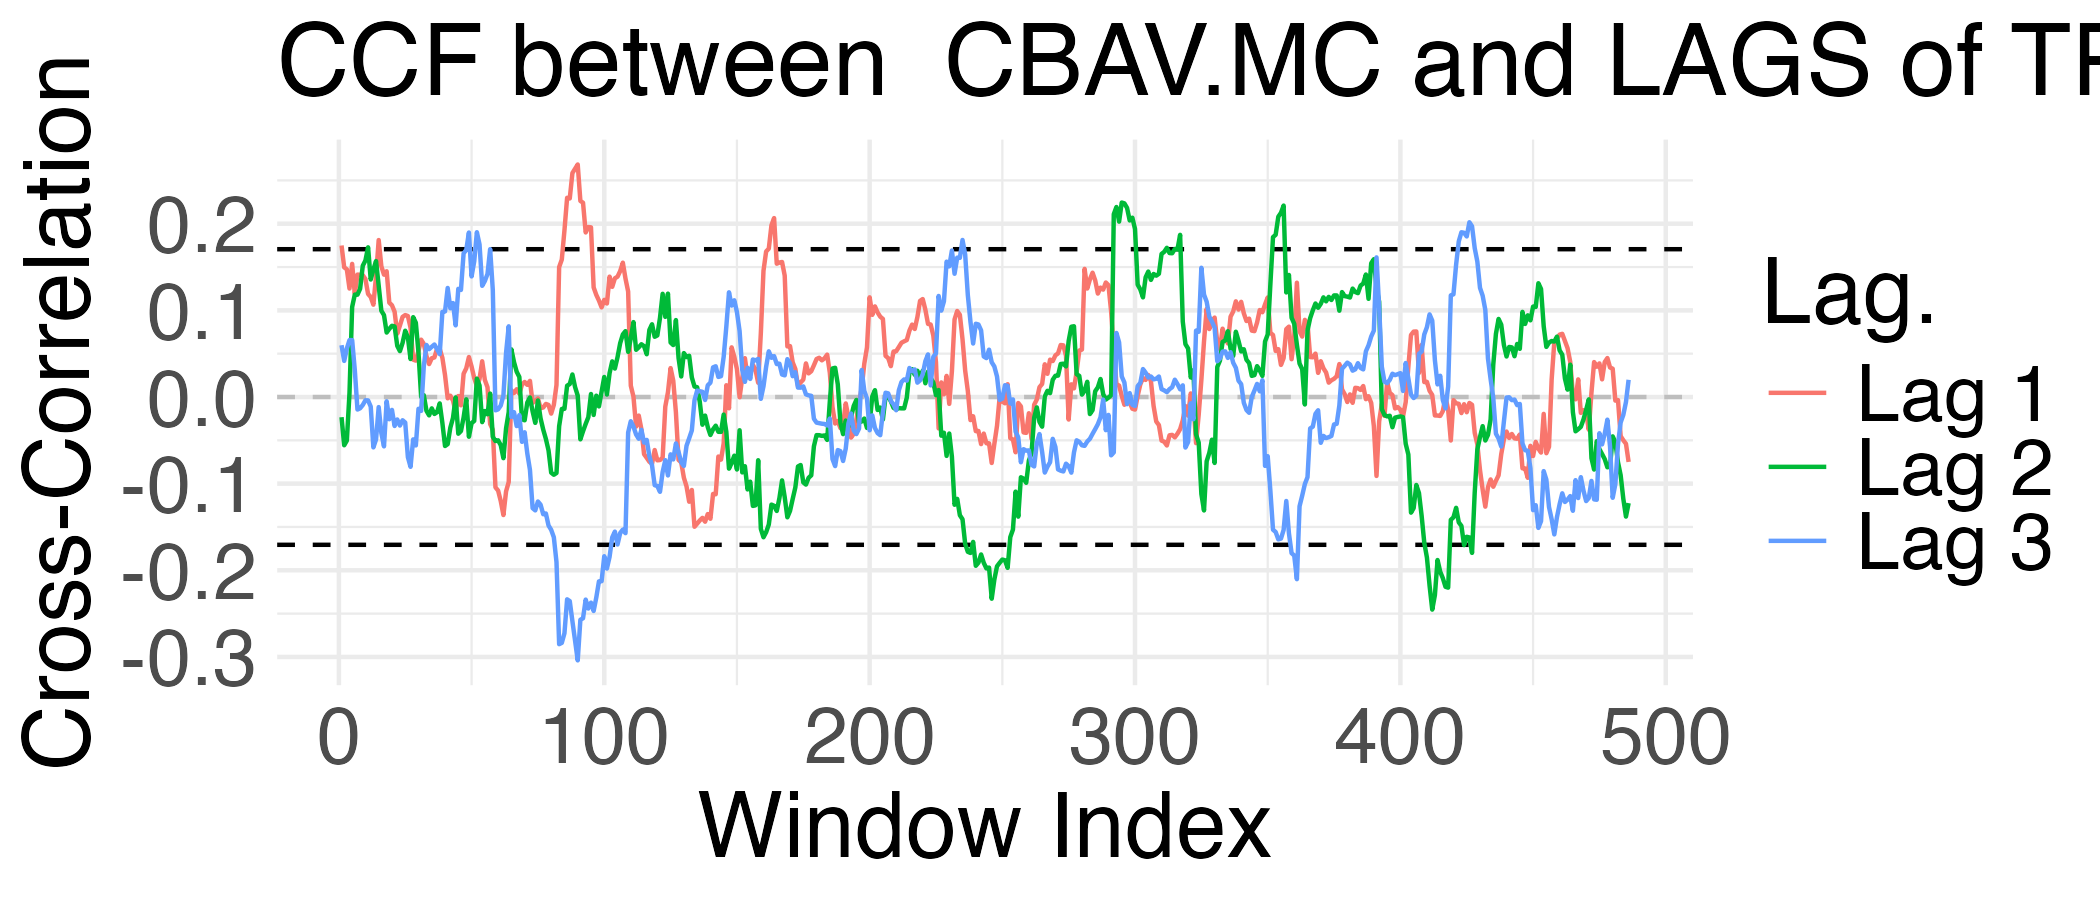 CCF between  CBAV.MC and LAGS of
Cross-Correlation
0.2
0.1
0.0
-0.1
-0.2
-0.3
0 100 200 300 400 500
Window Index
Lag.
Lag 1
Lag 2
Lag 3